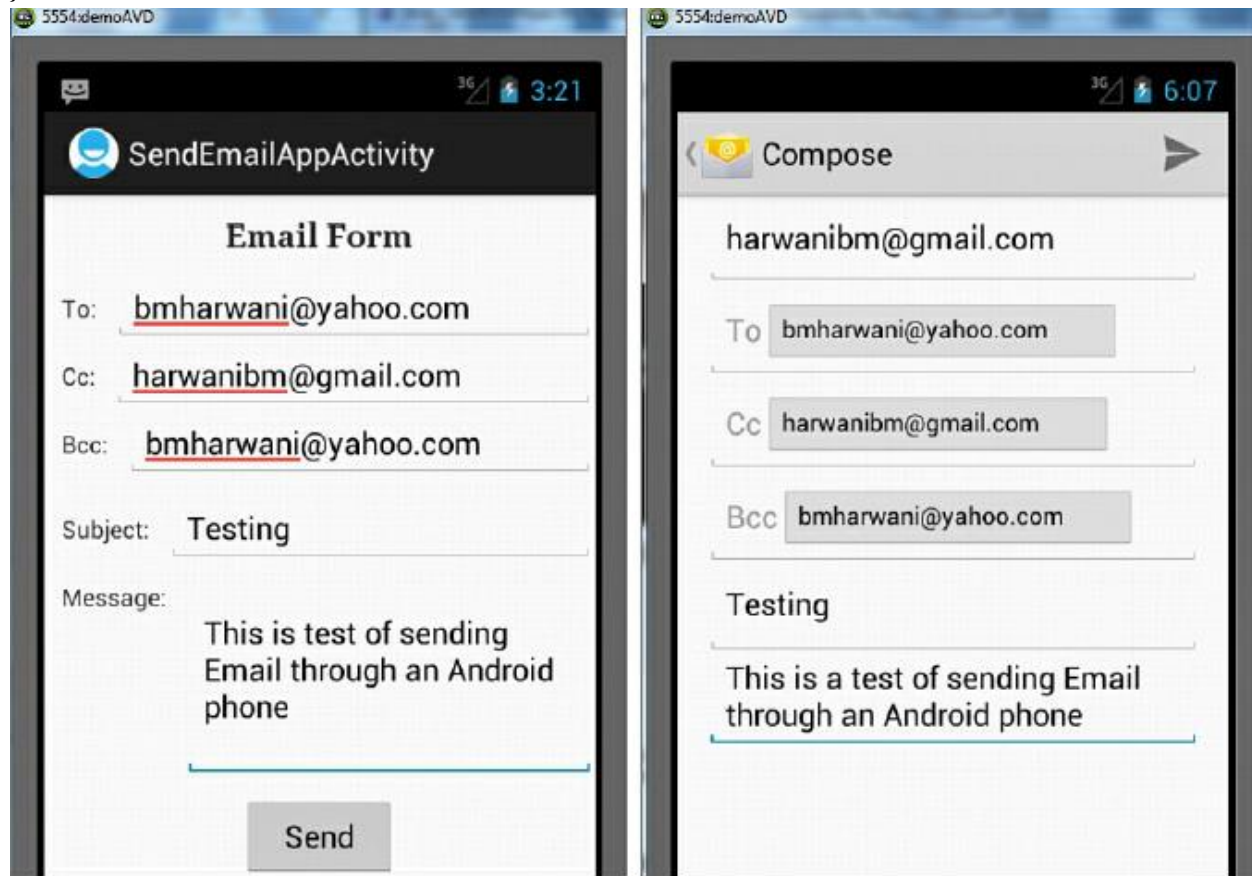 5554:demoAVD
3G 3:21
SendEmailAppActivity
Email Form
To: bmharwani@yahoo.com
Cc: harwanibm@gmail.com
Bcc: bmharwani@yahoo.com
Subject: Testing
Message:
This is test of sending
Email through an Android
phone
Send
5554:demoAVD
3G 6:07
Compose
harwanibm@gmail.com
To bmharwani@yahoo.com
Cc harwanibm@gmail.com
Bcc bmharwani@yahoo.com
Testing
This is a test of sending Email
through an Android phone